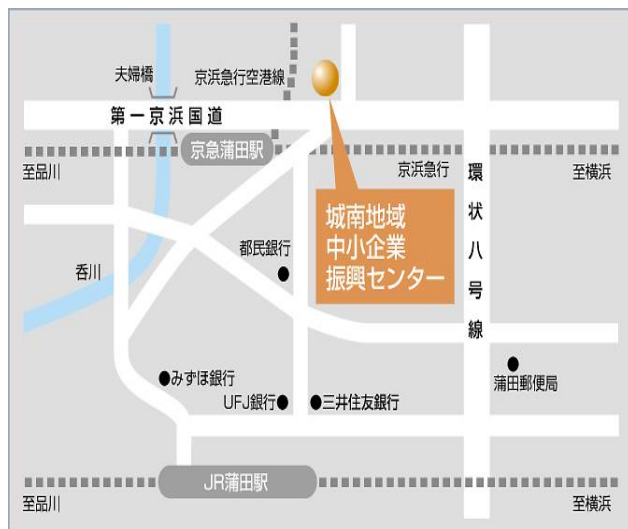 夫婦橋
京浜急行空港線
第一京浜国道
京急蒲田駅
至品川
京浜急行
至横浜
環状八号線
城南地域
中小企業
振興センター
都民銀行
呑川
みずほ銀行
蒲田郵便局
UFJ銀行
三井住友銀行
JR蒲田駅
至品川
至横浜